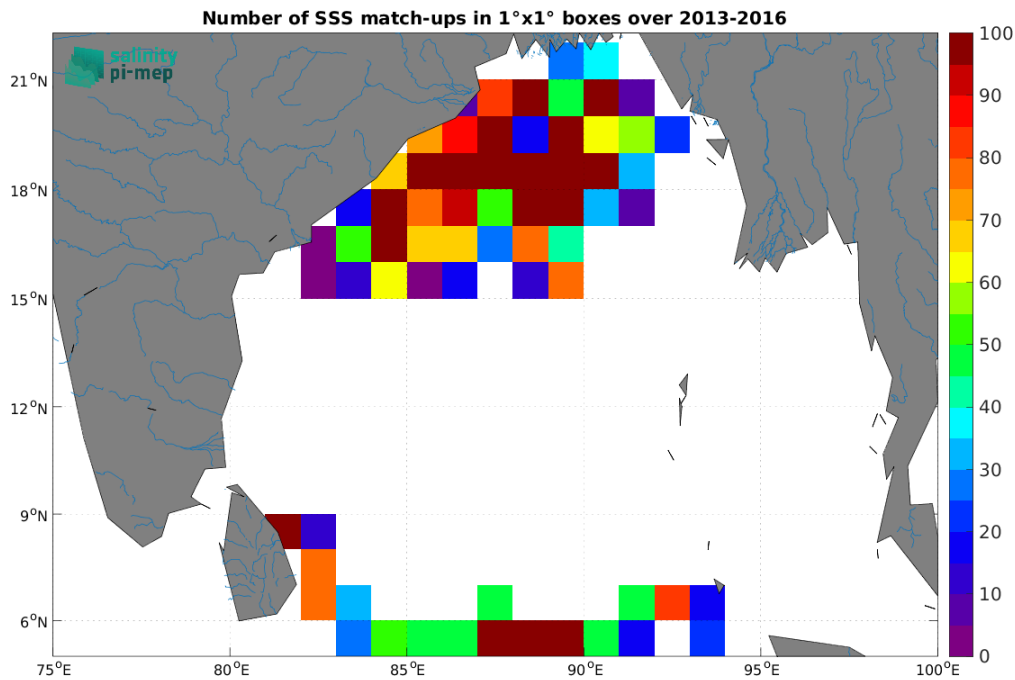 Number of SSS match-ups in 1°x1° boxes over 2013-2016
salinity
pi-mep
21°N
18°N
15°N
12°N
9°N
6°N
75°E 80°E 85°E 90°E 95°E 100°E
100
90
80
70
60
50
40
30
20
10
0